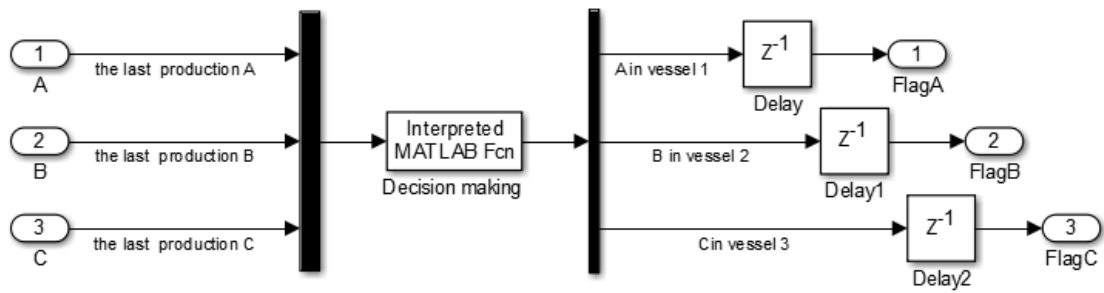 1
A
the last production A
2
B
the last production B
3
C
the last production C
Interpreted
MATLAB Fcn
Decision making
A in vessel 1
Z-1
Delay
1
FlagA
B in vessel 2
Z-1
Delay1
2
FlagB
C in vessel 3
Z-1
Delay2
3
FlagC